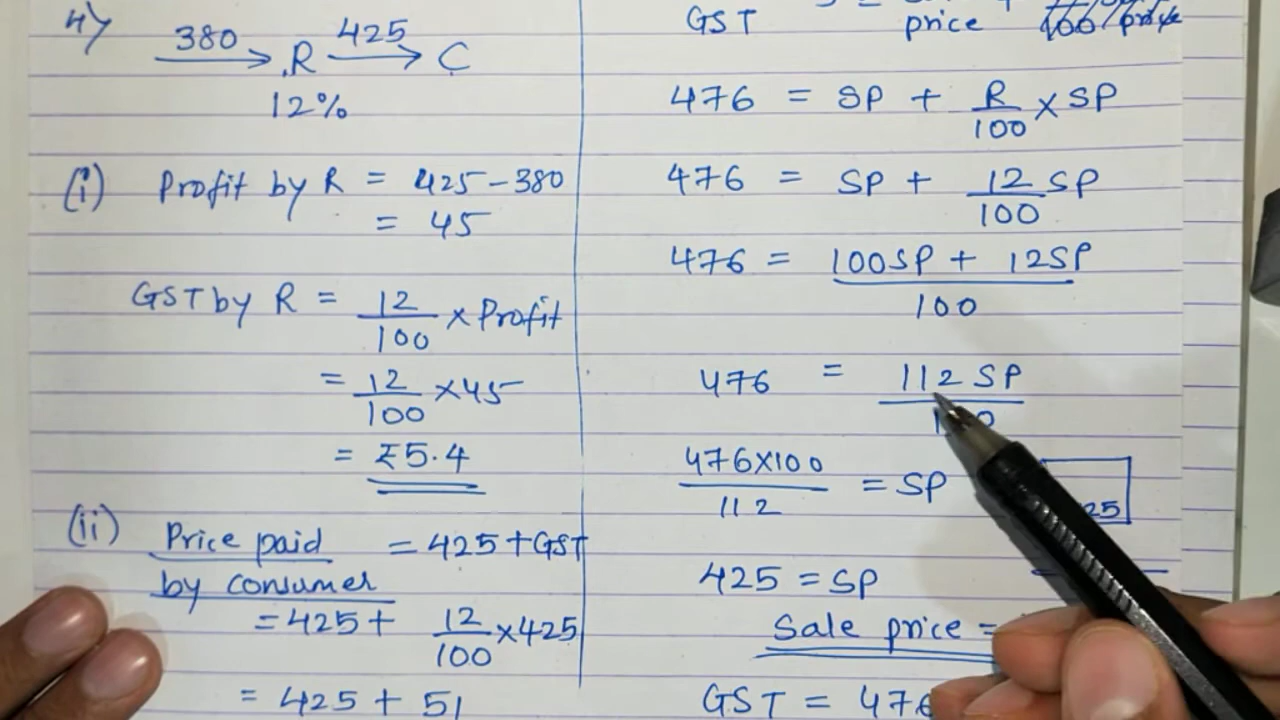 4) 380 → R 425 → C
12%
(i) Profit by R = 425 - 380
= 45
GST by R = 12/100 × Profit
= 12/100 × 45
= ₹5.4
(ii) Price paid = 425 + GST
by consumer
= 425 + 12/100 × 425
= 425 + 51
GST price
476 = SP + R/100 × SP
476 = SP + 12/100 SP
476 = 100SP + 12SP
100
476 = 112 SP
476×100/112 = SP
25
425 = SP
Sale price =
GST = 476